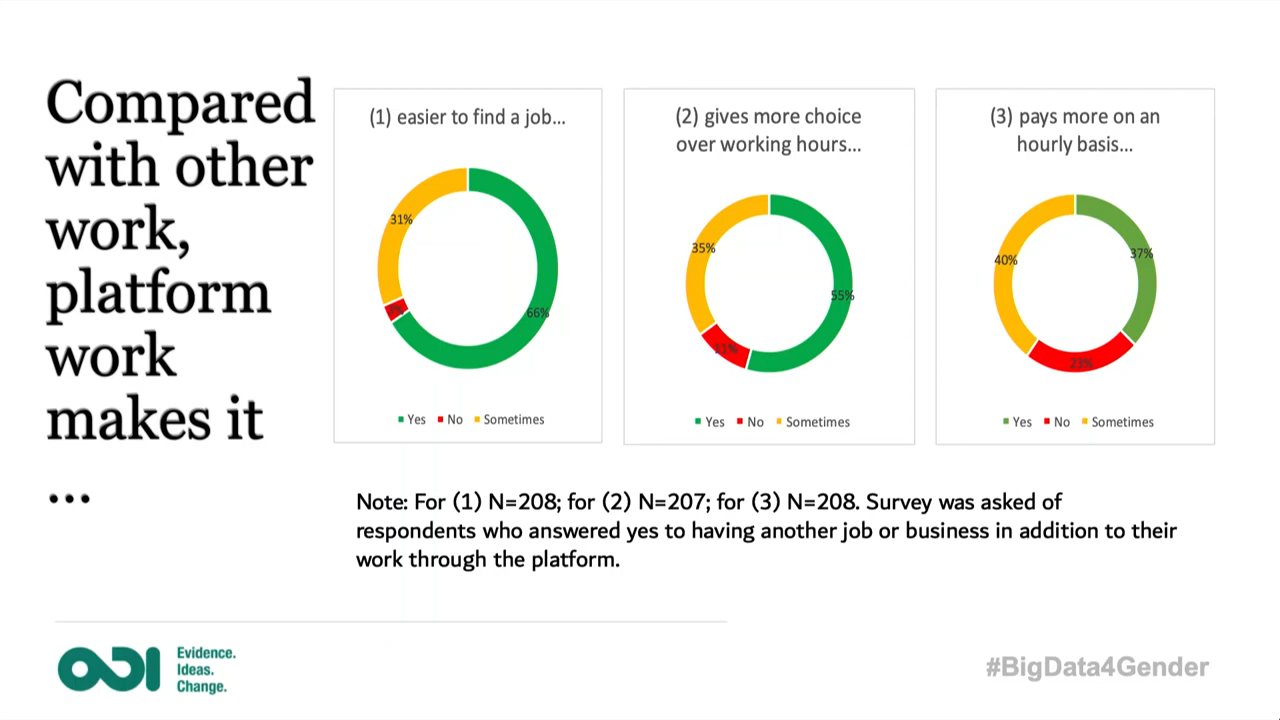 Compared
with other
work,
platform
work
makes it
...
(1) easier to find a job...
31%
66%
Yes No Sometimes
(2) gives more choice
over working hours...
35%
55%
11%
Yes No Sometimes
(3) pays more on an
hourly basis...
40%
37%
23%
Yes No Sometimes
Note: For (1) N=208; for (2) N=207; for (3) N=208. Survey was asked of
respondents who answered yes to having another job or business in addition to their
work through the platform.
ODI
Evidence.
Ideas.
Change.
#BigData4Gender